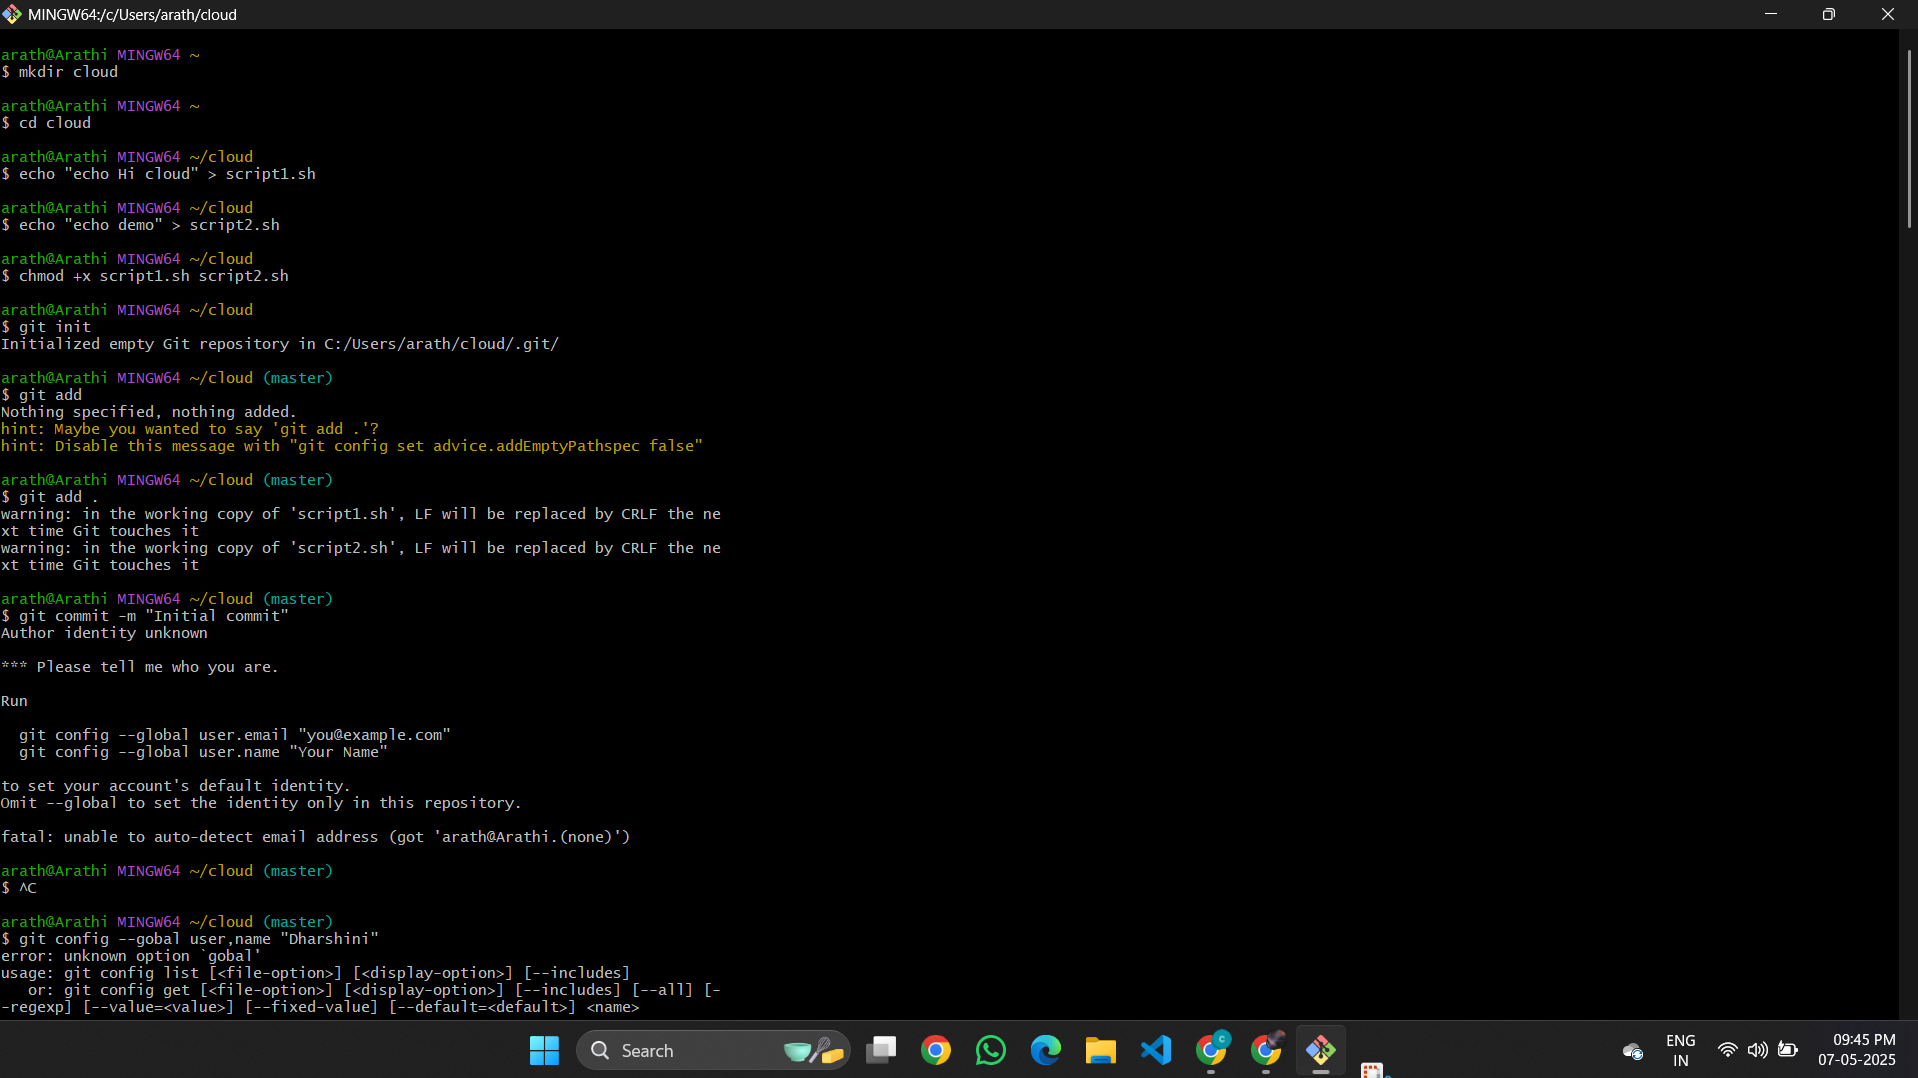 MINGW64:/c/Users/arath/cloud
arath@Arathi MINGW64 ~
$ mkdir cloud
arath@Arathi MINGW64 ~
$ cd cloud
arath@Arathi MINGW64 ~/cloud
$ echo "echo Hi cloud" > script1.sh
arath@Arathi MINGW64 ~/cloud
$ echo "echo demo" > script2.sh
arath@Arathi MINGW64 ~/cloud
$ chmod +x script1.sh script2.sh
arath@Arathi MINGW64 ~/cloud
$ git init
Initialized empty Git repository in C:/Users/arath/cloud/.git/
arath@Arathi MINGW64 ~/cloud (master)
$ git add
Nothing specified, nothing added.
hint: Maybe you wanted to say 'git add .'?
hint: Disable this message with "git config set advice.addEmptyPathspec false"
arath@Arathi MINGW64 ~/cloud (master)
$ git add .
warning: in the working copy of 'script1.sh', LF will be replaced by CRLF the ne
xt time Git touches it
warning: in the working copy of 'script2.sh', LF will be replaced by CRLF the ne
xt time Git touches it
arath@Arathi MINGW64 ~/cloud (master)
$ git commit -m "Initial commit"
Author identity unknown
*** Please tell me who you are.
Run
git config --global user.email "you@example.com"
git config --global user.name "Your Name"
to set your account's default identity.
Omit --global to set the identity only in this repository.
fatal: unable to auto-detect email address (got 'arath@Arathi.(none)')
arath@Arathi MINGW64 ~/cloud (master)
$ ^C
arath@Arathi MINGW64 ~/cloud (master)
$ git config --gobal user,name "Dharshini"
error: unknown option `gobal'
usage: git config list [<file-option>] [<display-option>] [--includes]
or: git config get [<file-option>] [<display-option>] [--includes] [--all] [-
-regexp] [--value=<value>] [--fixed-value] [--default=<default>] <name>
Search
C
ENG
IN
09:45 PM
07-05-2025